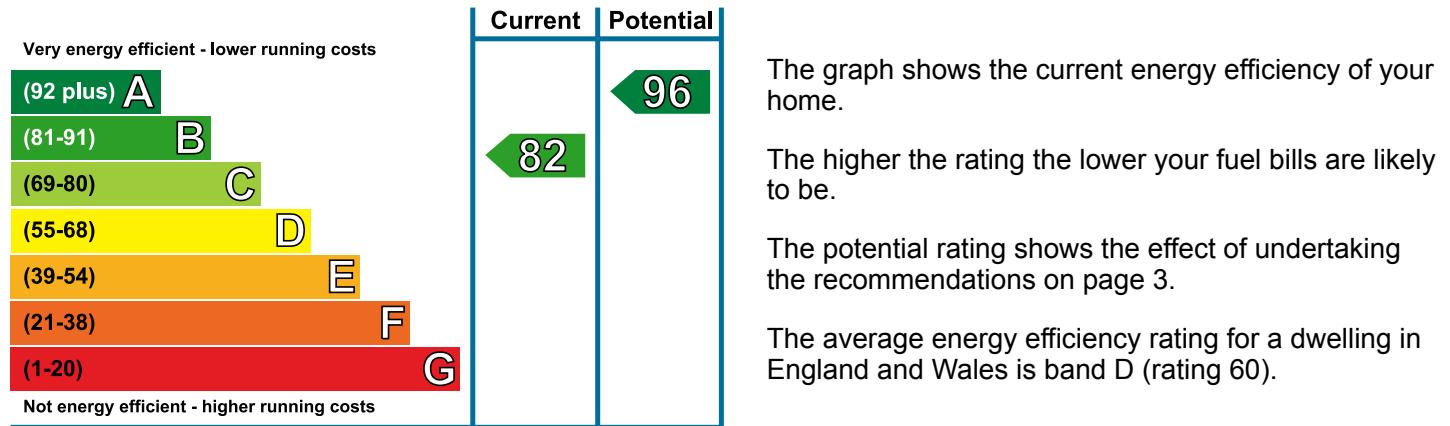 Current Potential
Very energy efficient - lower running costs
(92 plus) A
96
(81-91) B
82
(69-80) C
(55-68) D
(39-54) E
(21-38) F
(1-20) G
Not energy efficient - higher running costs
The graph shows the current energy efficiency of your
home.
The higher the rating the lower your fuel bills are likely
to be.
The potential rating shows the effect of undertaking
the recommendations on page 3.
The average energy efficiency rating for a dwelling in
England and Wales is band D (rating 60).